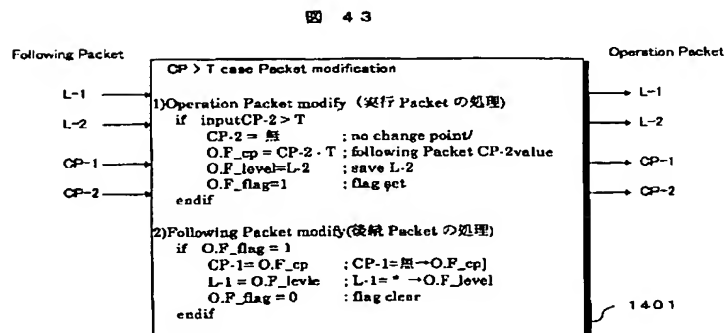 図 43
Following Packet
Operation Packet
CP > T case Packet modification
L-1
L-2
CP-1
CP-2
1)Operation Packet modify (実行 Packet の処理)
if inputCP-2 > T
CP-2 = 無 ; no change point/
O.F_cp = CP-2 - T ; following Packet CP-2value
O.F_level=L-2 ; save L-2
O.F_flag=1 ; flag set
endif
2)Following Packet modify(後続 Packet の処理)
if O.F_flag = 1
CP-1= O.F_cp ; CP-1=無→O.F_cp]
L-1 = O.F_levle ; L-1= * →O.F_level
O.F_flag = 0 ; flag clear
endif
L-1
L-2
CP-1
CP-2
1401